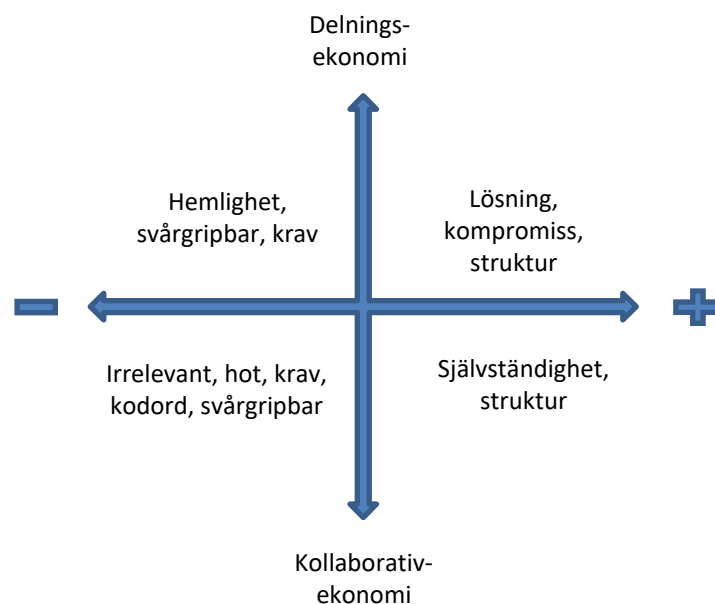 Delnings-
ekonomi
Hemlighet,
svårgripbar, krav
Lösning,
kompromiss,
struktur
Irrelevant, hot, krav,
kodord, svårgripbar
Självständighet,
struktur
Kollaborativ-
ekonomi